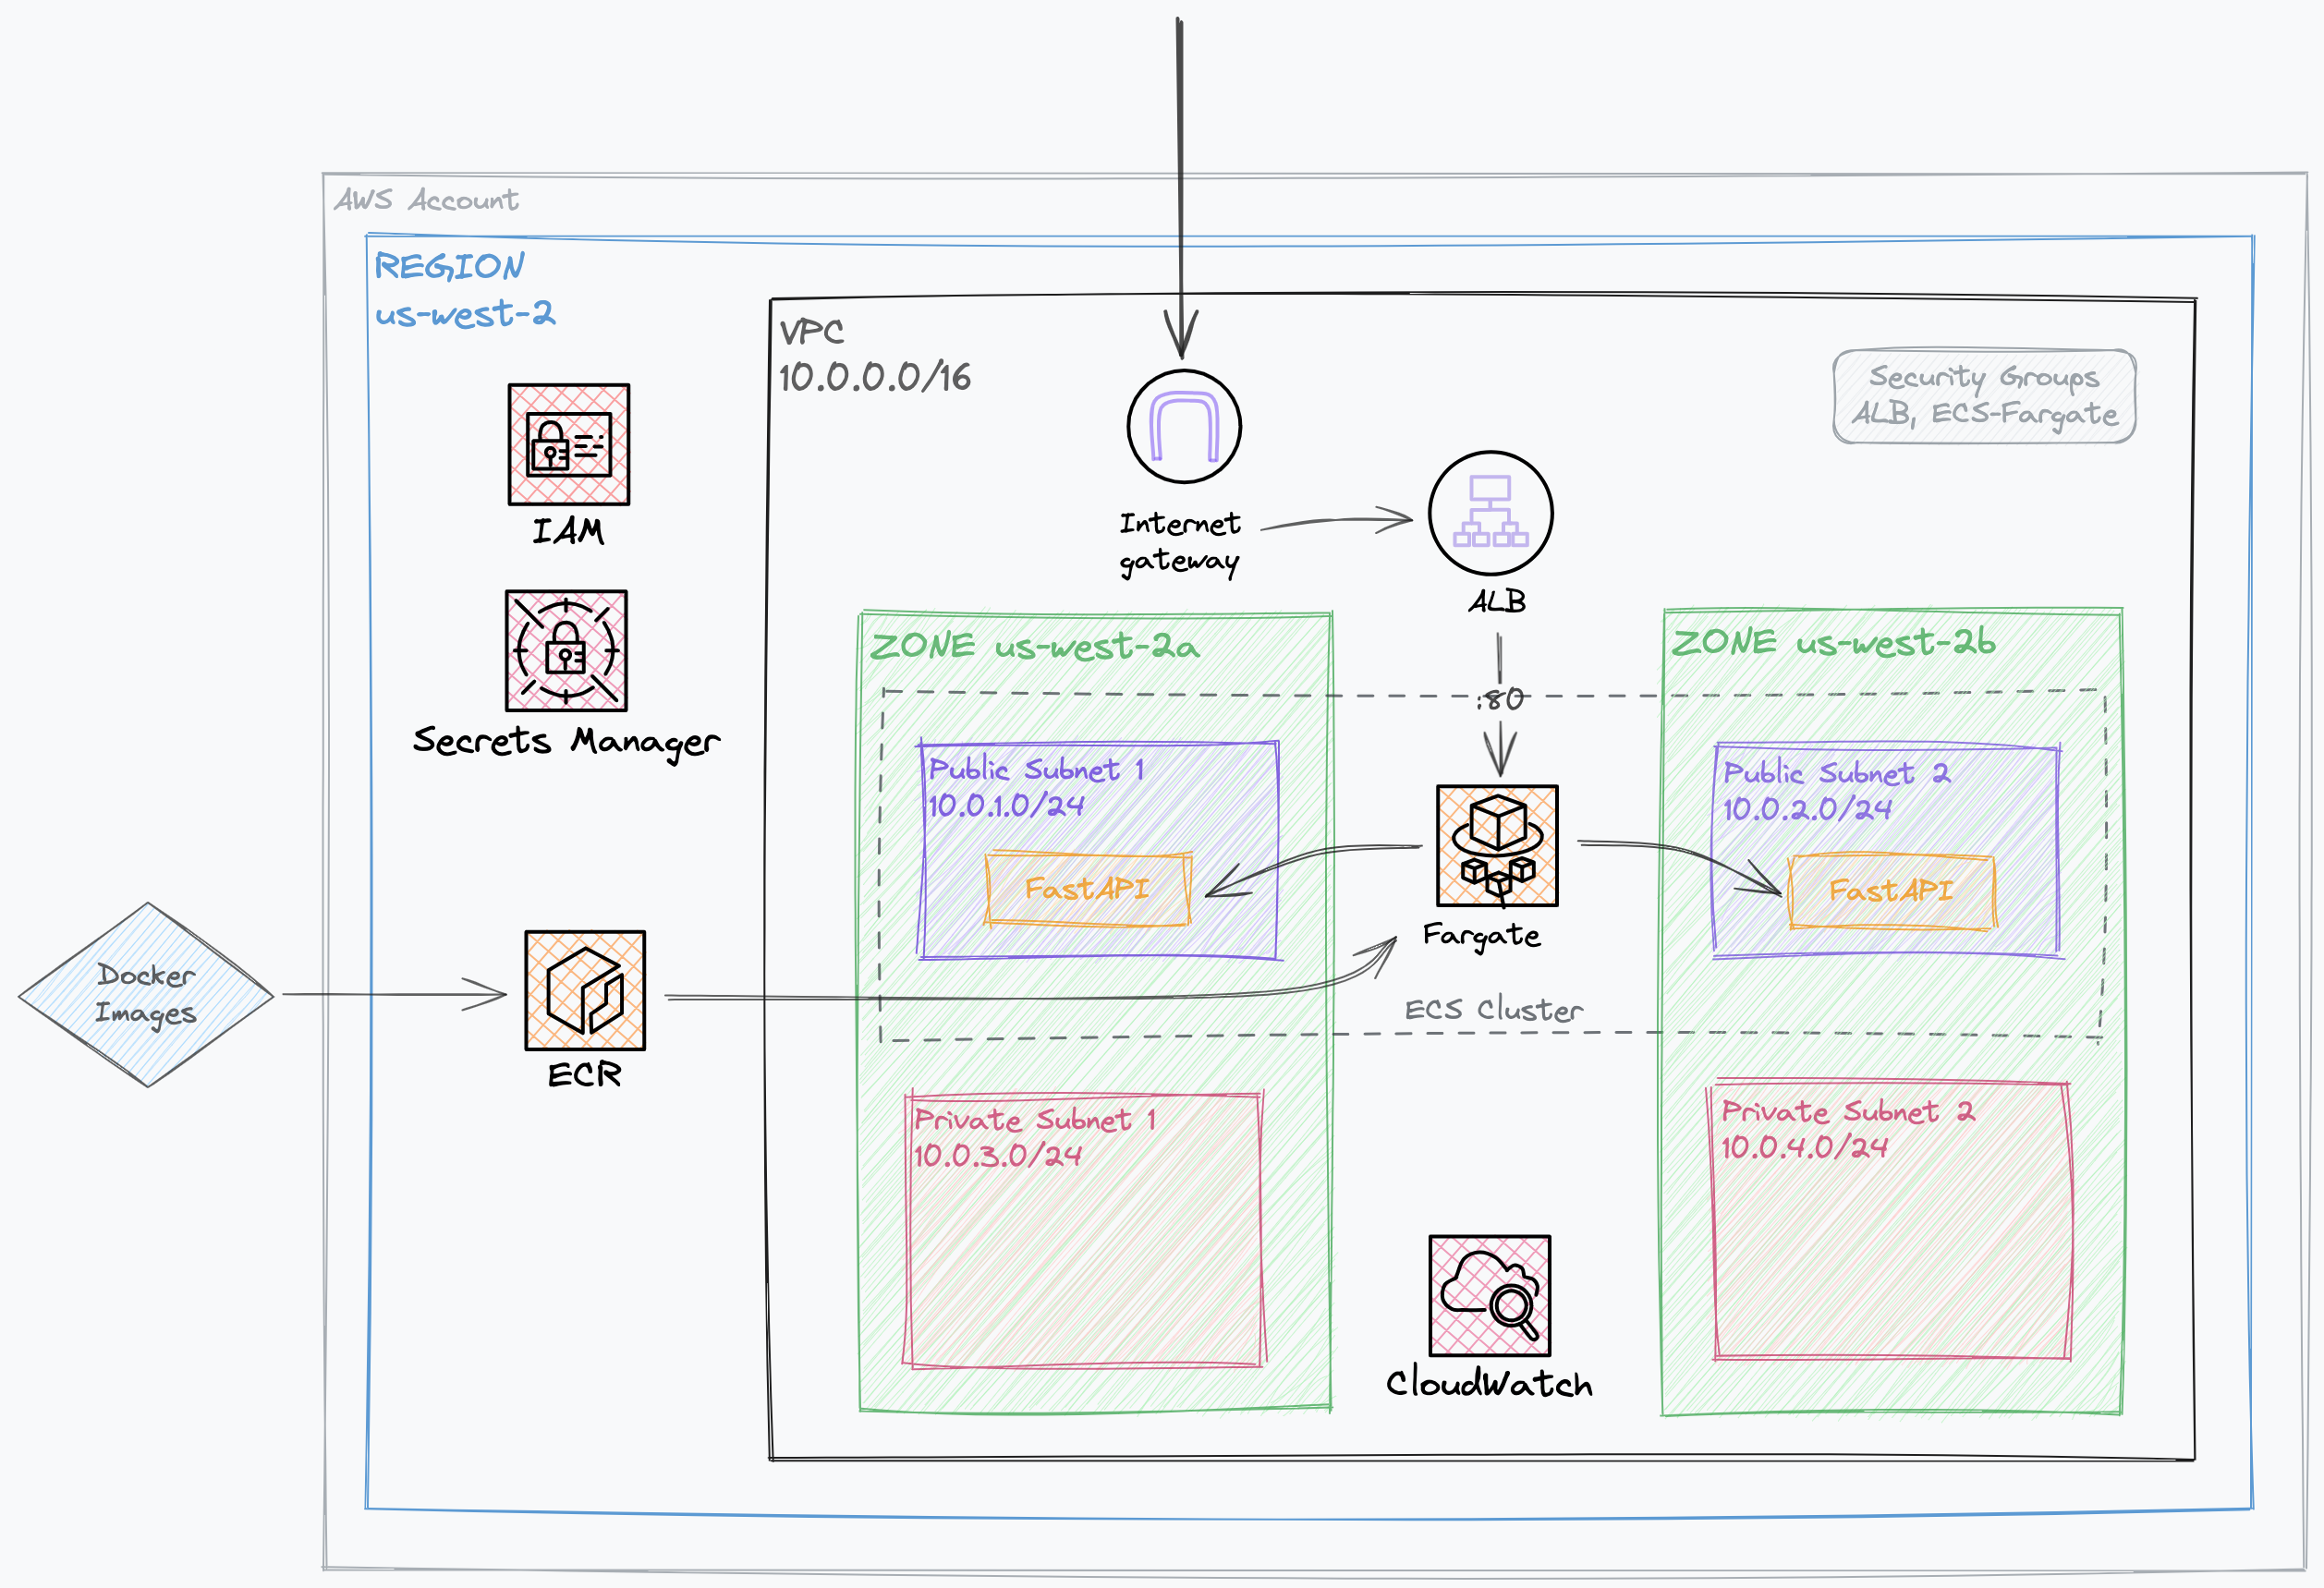 AWS Account
REGION
us-west-2
VPC
10.0.0.0/16
Security Groups
ALB, ECS-Fargate
IAM
Internet
gateway
ALB
Secrets Manager
ZONE us-west-2a
ZONE us-west-2b
:80
Public Subnet 1
10.0.1.0/24
FastAPI
Public Subnet 2
10.0.2.0/24
FastAPI
Fargate
Docker
Images
ECR
ECS Cluster
Private Subnet 1
10.0.3.0/24
Private Subnet 2
10.0.4.0/24
CloudWatch